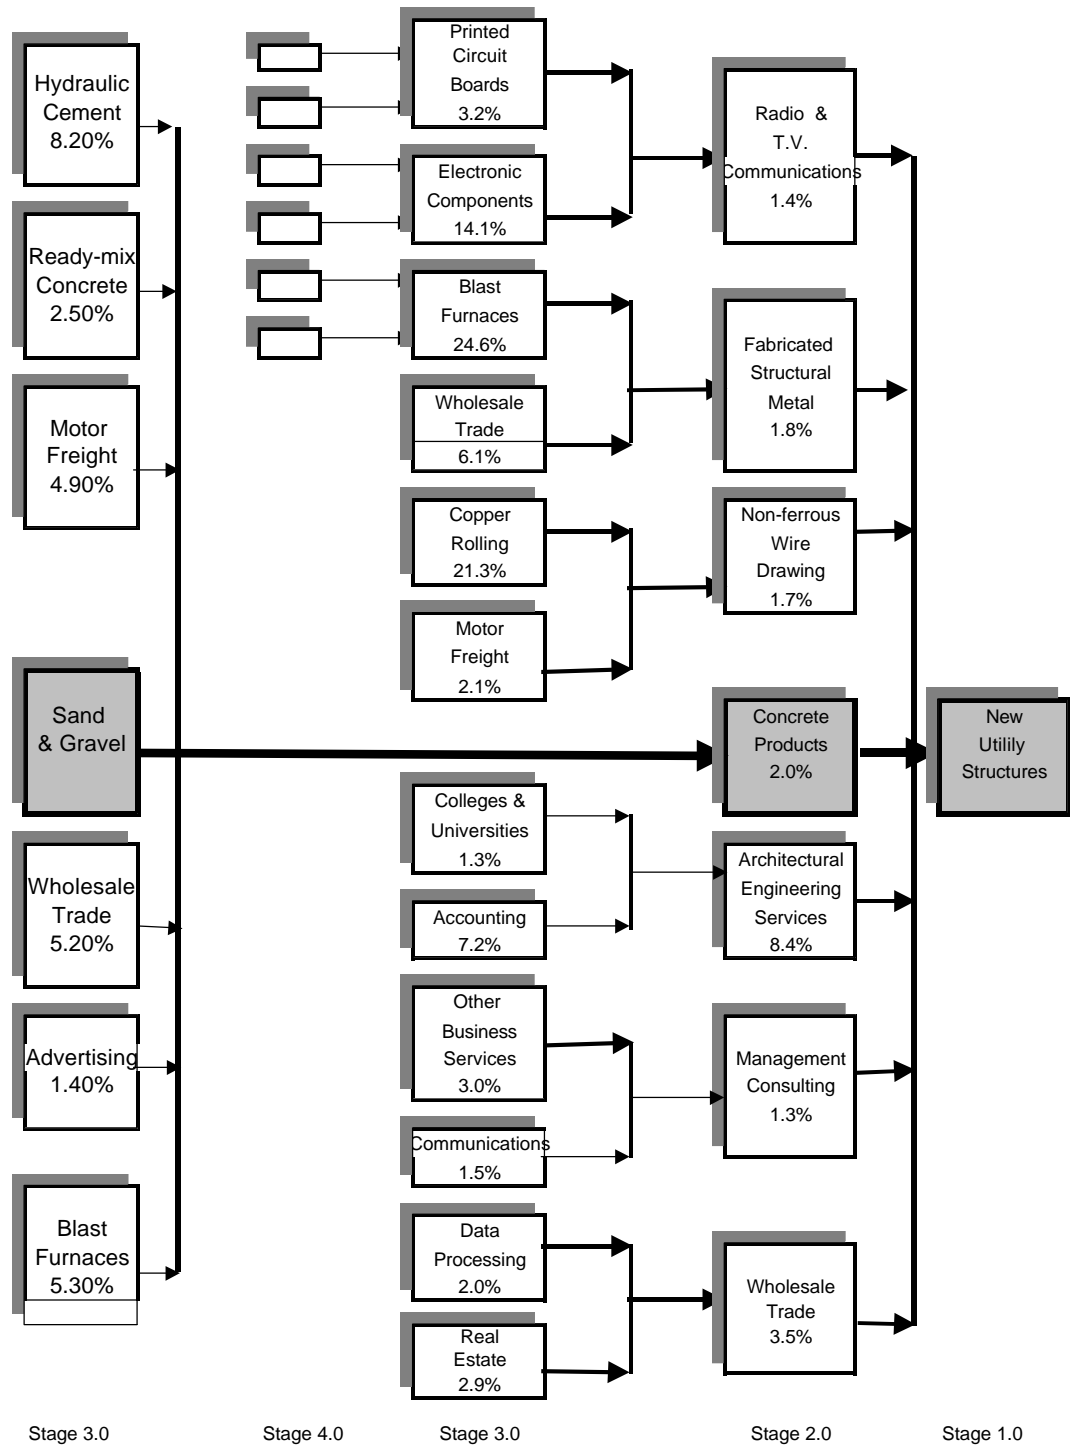 Hydraulic
Cement
8.20%
Ready-mix
Concrete
2.50%
Motor
Freight
4.90%
Sand
& Gravel
Wholesale
Trade
5.20%
Advertising
1.40%
Blast
Furnaces
5.30%
Printed
Circuit
Boards
3.2%
Electronic
Components
14.1%
Blast
Furnaces
24.6%
Wholesale
Trade
6.1%
Copper
Rolling
21.3%
Motor
Freight
2.1%
Colleges &
Universities
1.3%
Accounting
7.2%
Other
Business
Services
3.0%
Communications
1.5%
Data
Processing
2.0%
Real
Estate
2.9%
Radio &
T.V.
Communications
1.4%
Fabricated
Structural
Metal
1.8%
Non-ferrous
Wire
Drawing
1.7%
Concrete
Products
2.0%
Architectural
Engineering
Services
8.4%
Management
Consulting
1.3%
Wholesale
Trade
3.5%
New
Utilily
Structures
Stage 3.0 Stage 4.0 Stage 3.0 Stage 2.0 Stage 1.0